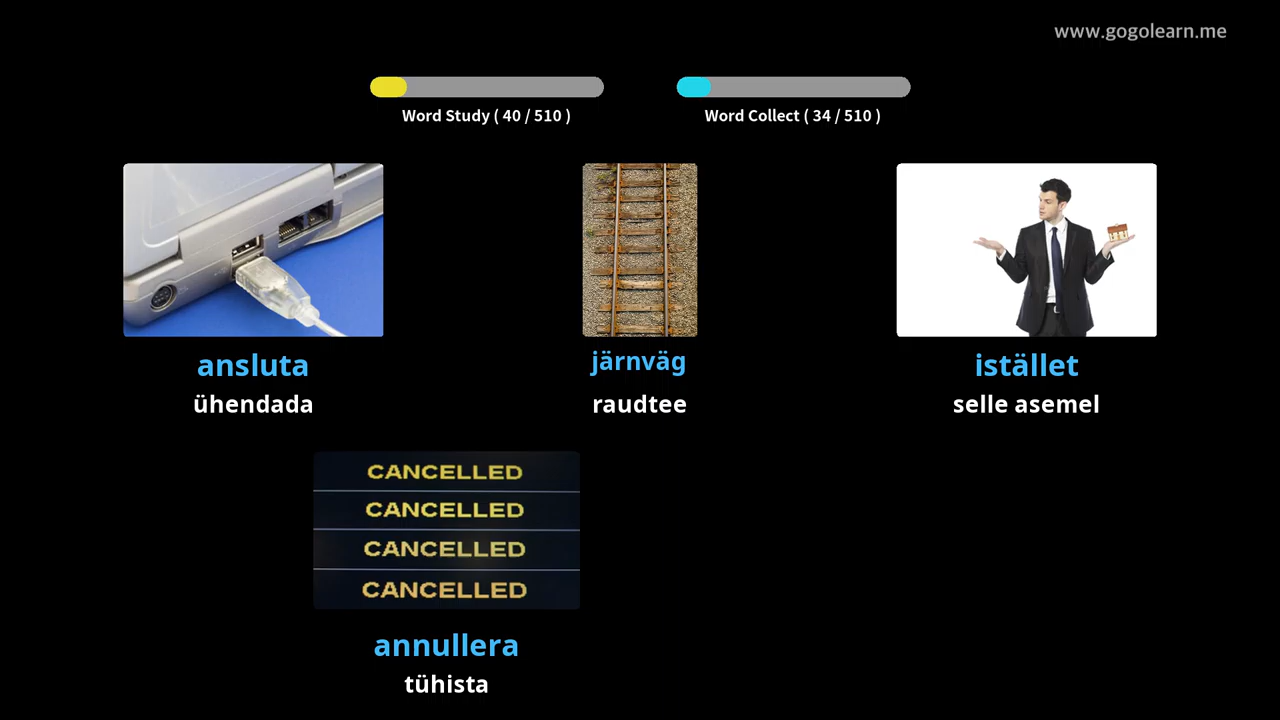 www.gogolearn.me
Word Study ( 40 / 510 )
Word Collect ( 34 / 510 )
ansluta
ühendada
järnväg
raudtee
istället
selle asemel
CANCELLED
CANCELLED
CANCELLED
CANCELLED
annullera
tühista